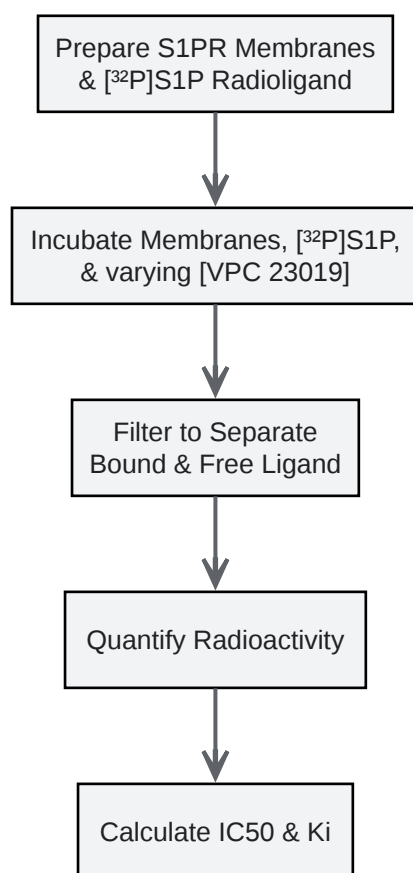 Prepare S1PR Membranes
& [³²P]S1P Radioligand
Incubate Membranes, [³²P]S1P,
& varying [VPC 23019]
Filter to Separate
Bound & Free Ligand
Quantify Radioactivity
Calculate IC50 & Ki